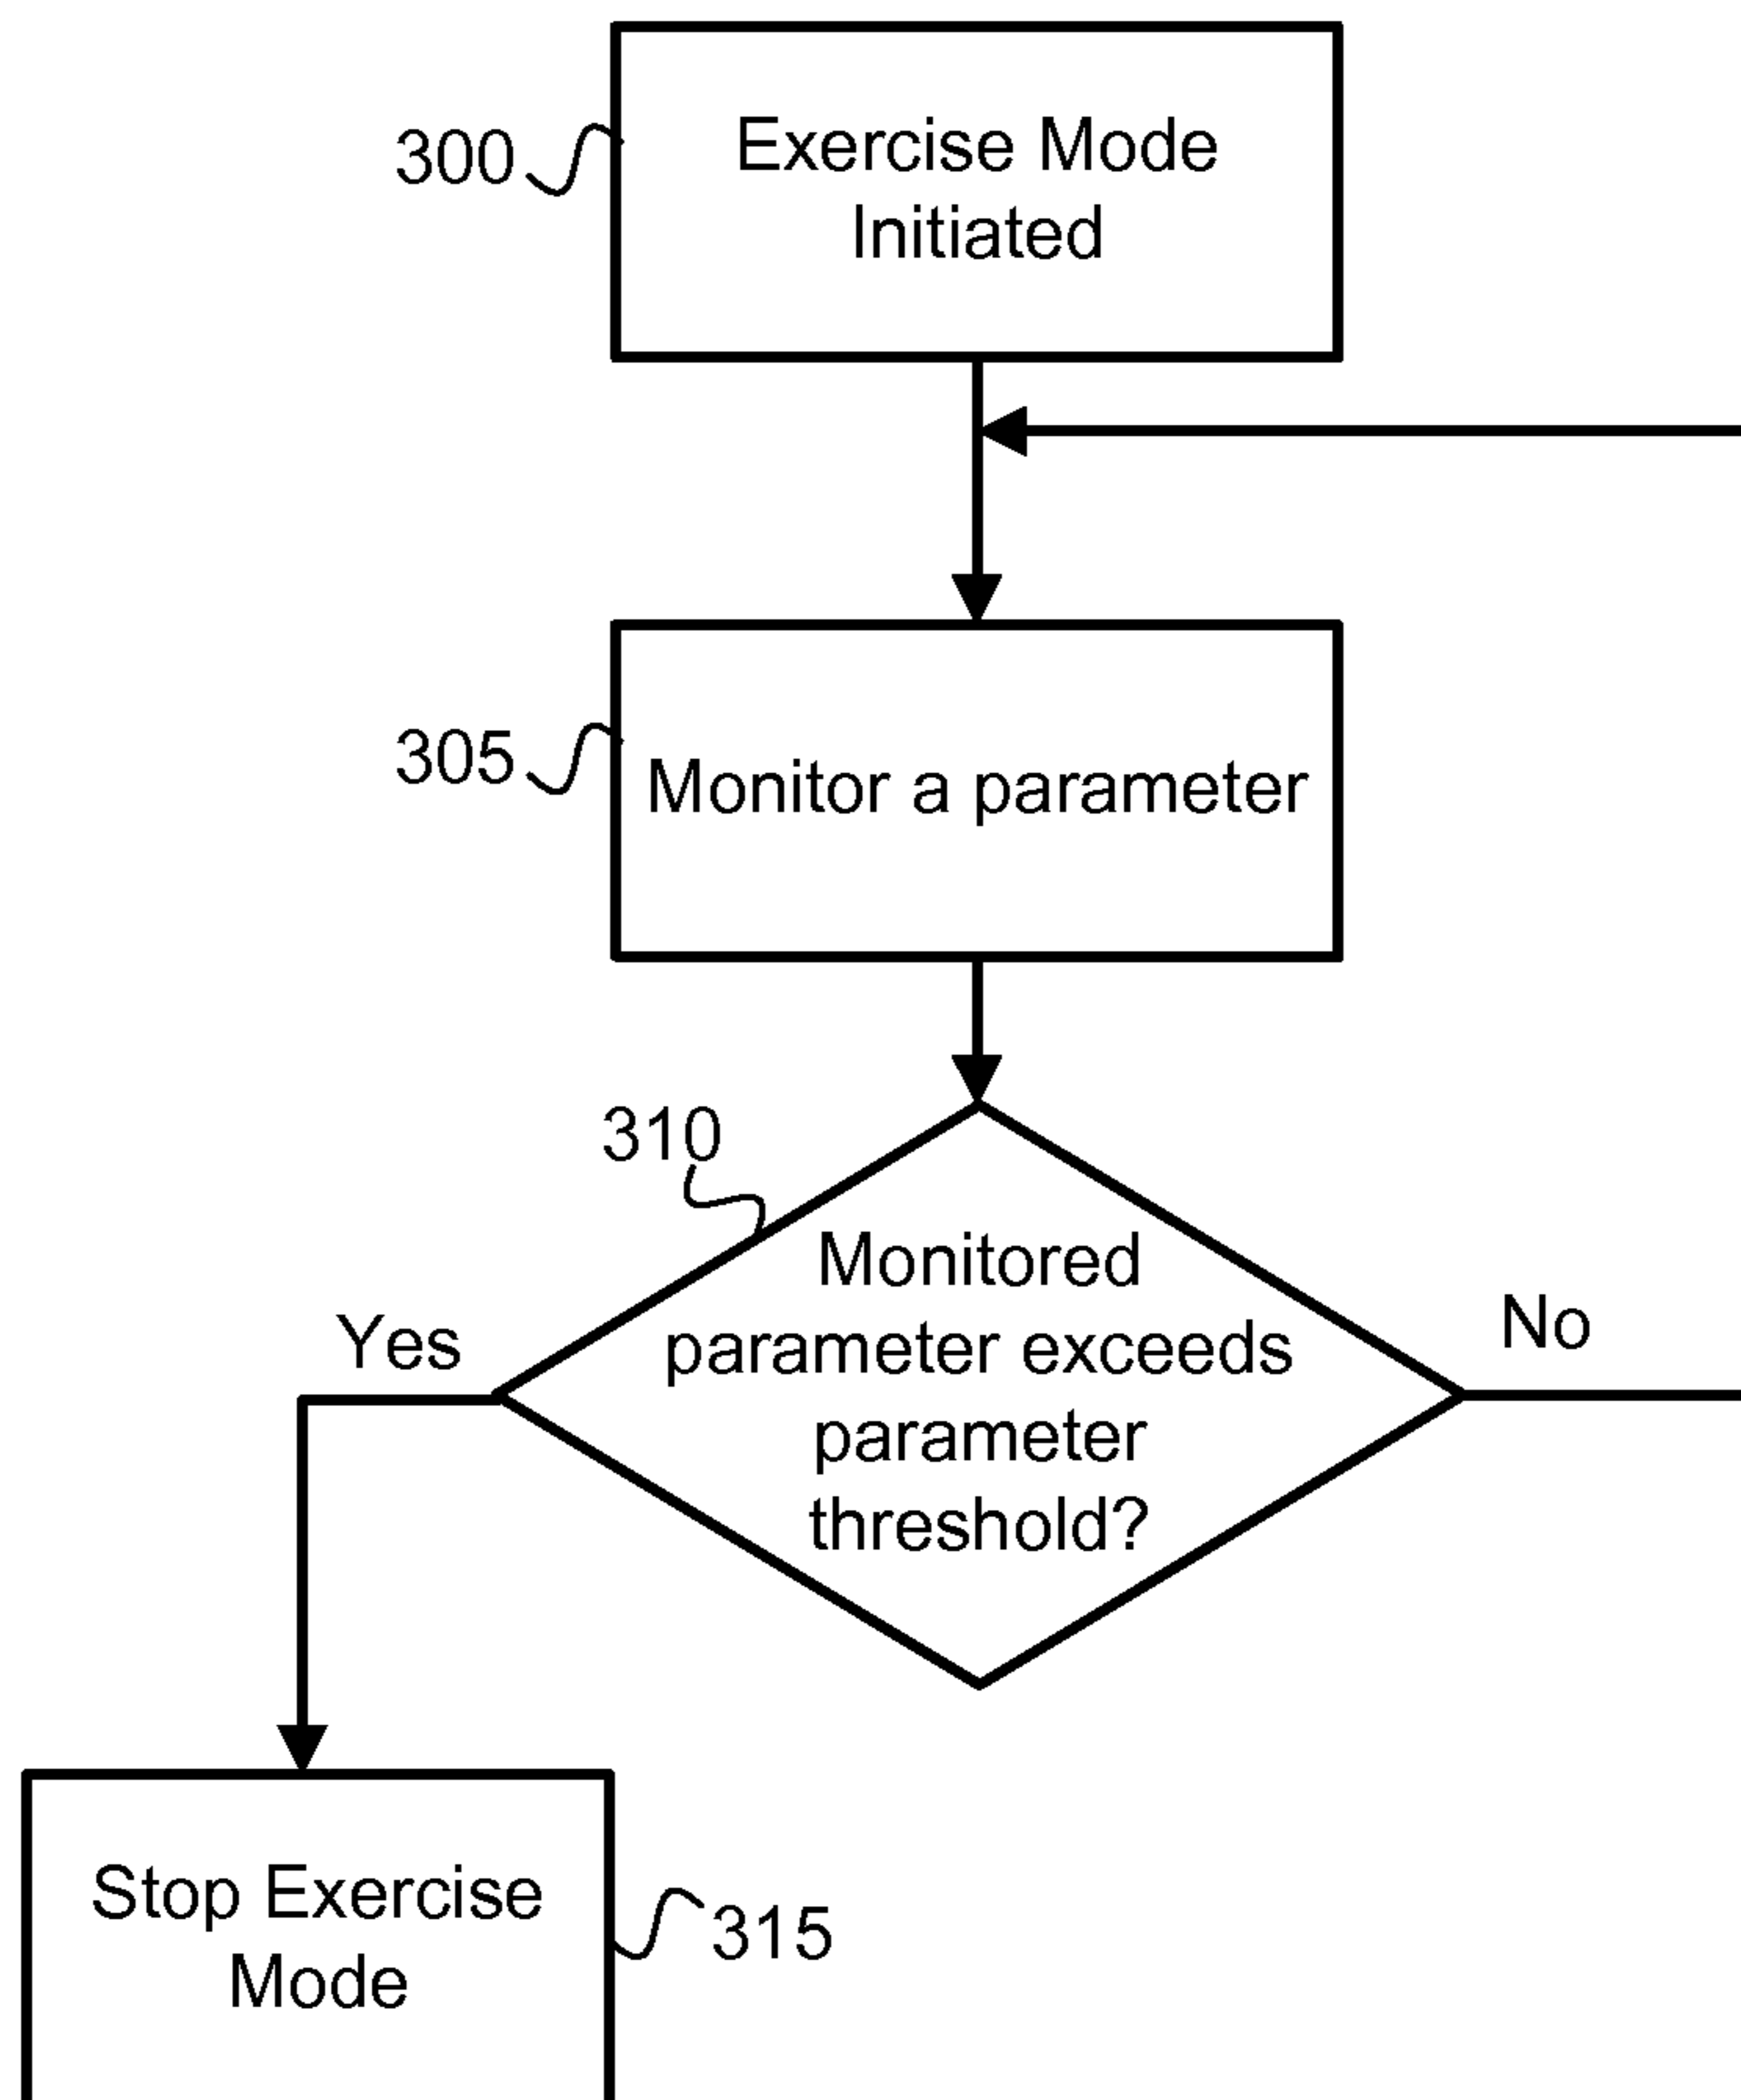 300
Exercise Mode
Initiated
305
Monitor a parameter
310
Monitored
parameter exceeds
parameter
threshold?
Yes
No
Stop Exercise
Mode
315